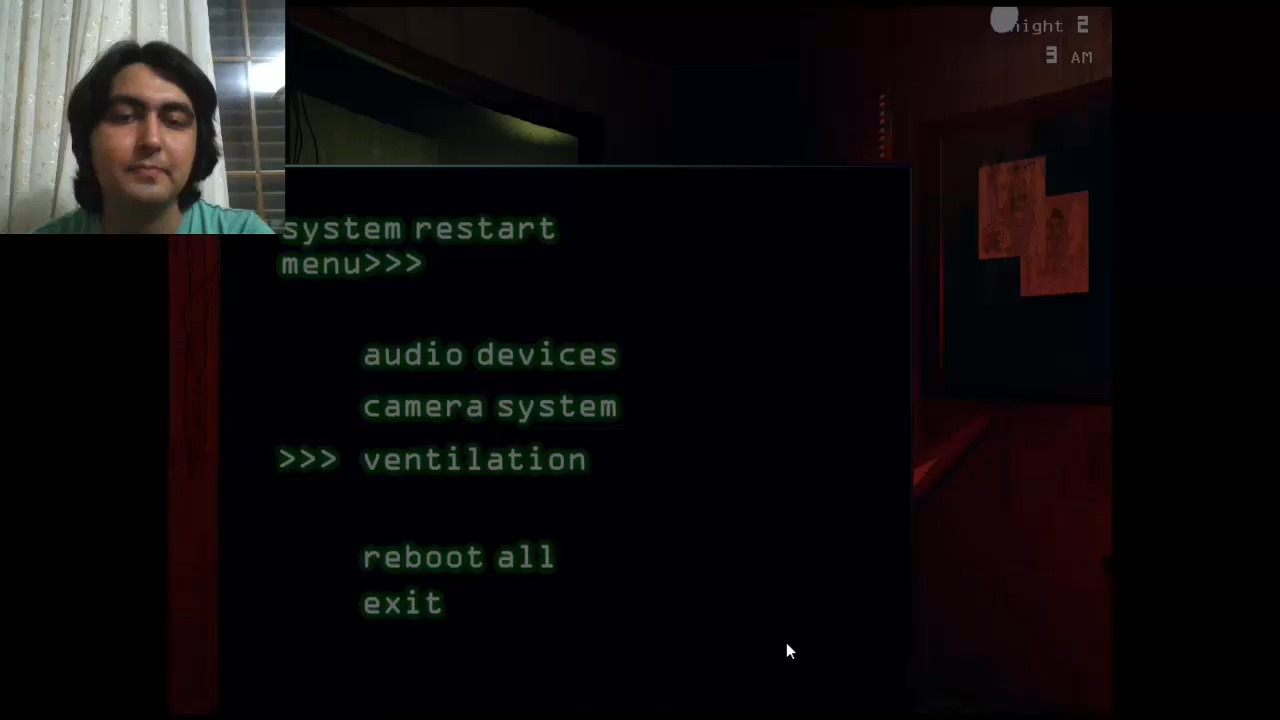 night 2
3 AM
system restart
menu>>>
audio devices
camera system
>>> ventilation
reboot all
exit